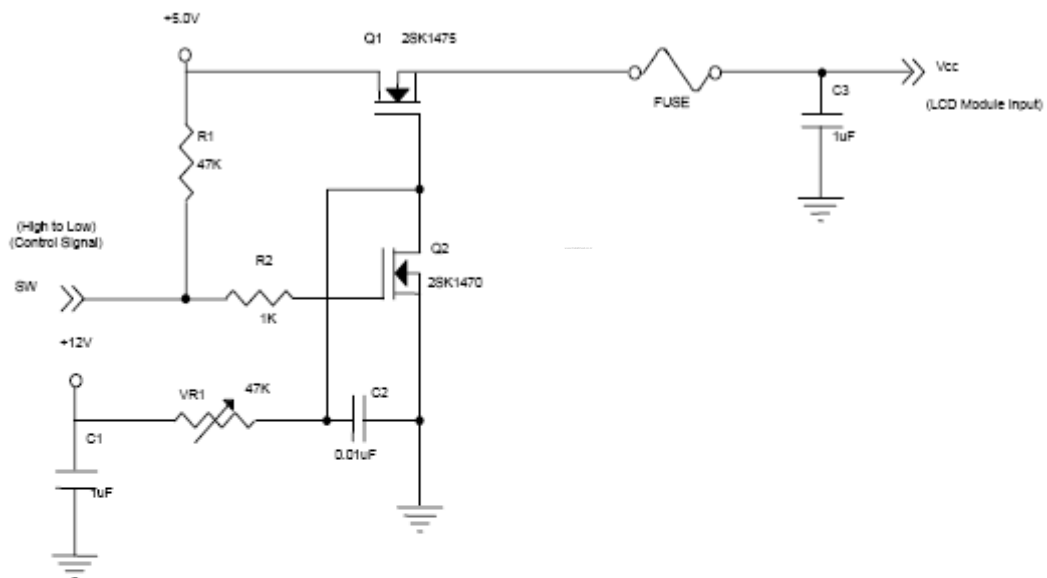 +5.0V
Q1 2SK1475
Vcc
FUSE
C3
(LCD Module Input)
1uF
R1
47K
(High to Low)
(Control Signal)
Q2
R2
2SK1470
SW
1K
+12V
47K
C2
VR1
C1
0.01uF
1uF